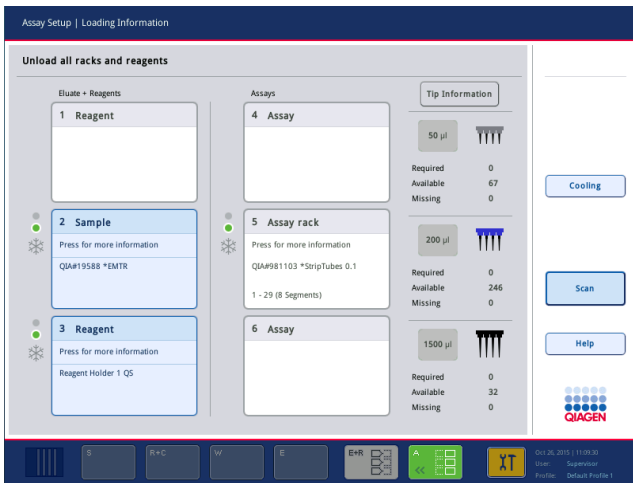 Assay Setup | Loading Information
Unload all racks and reagents
Eluate + Reagents
Assays
Tip Information
1 Reagent
4 Assay
50 µl
Required 0
Available 67
Missing 0
Cooling
2 Sample
Press for more information
QIA#19588 *EMTR
5 Assay rack
Press for more information
QIA#981103 *StripTubes 0.1
1 - 29 (8 Segments)
200 µl
Required 0
Available 246
Missing 0
Scan
3 Reagent
Press for more information
Reagent Holder 1 QS
6 Assay
1500 µl
Required 0
Available 32
Missing 0
Help
QIAGEN
S
R+C
W
E
E+R
A
Oct 26, 2015 | 11:09:30
User: Supervisor
Profile: Default Profile 1